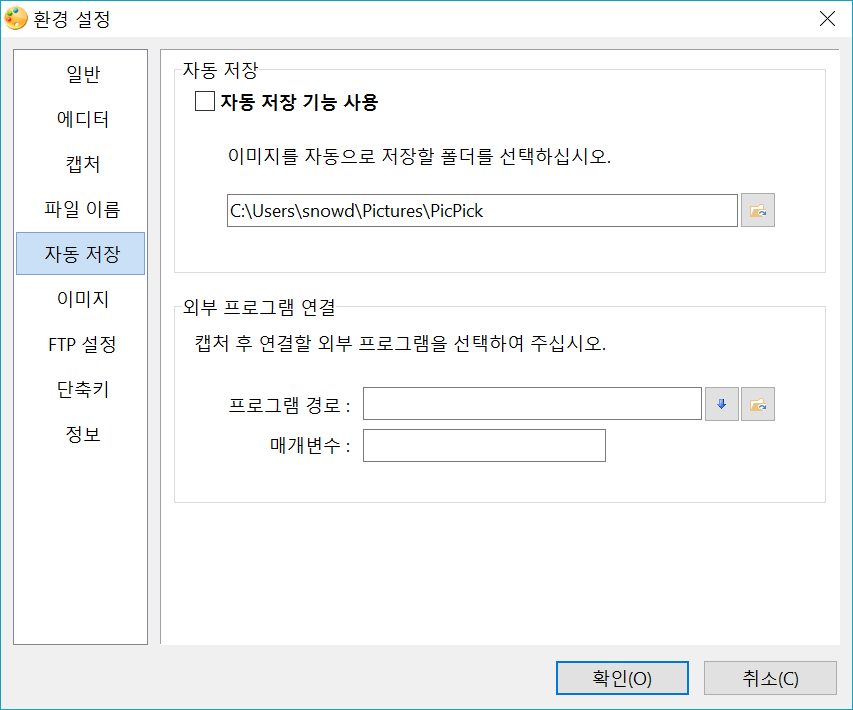 환경 설정
일반
에디터
캡처
파일 이름
자동 저장
이미지
FTP 설정
단축키
정보
자동 저장
자동 저장 기능 사용
이미지를 자동으로 저장할 폴더를 선택하십시오.
C:\Users\snowd\Pictures\PicPick
외부 프로그램 연결
캡처 후 연결할 외부 프로그램을 선택하여 주십시오.
프로그램 경로 :
매개변수 :
확인(O)
취소(C)